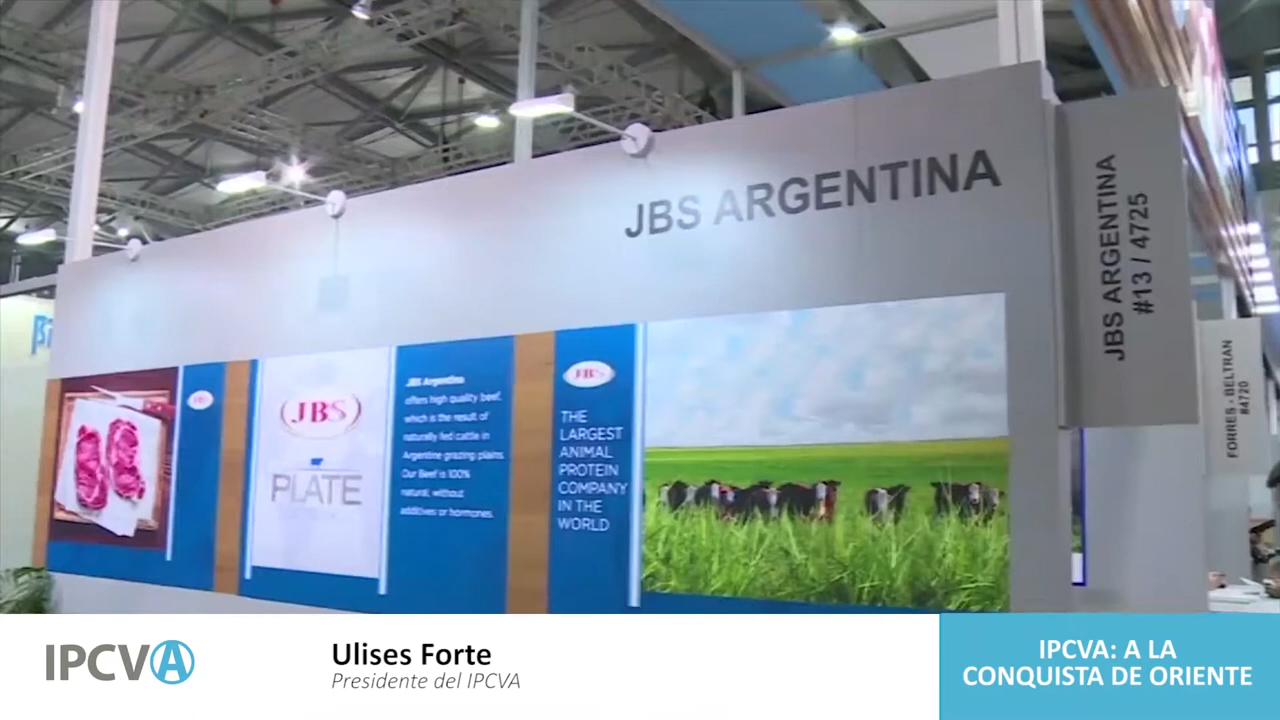 JBS ARGENTINA
JBS ARGENTINA
#13 / 4725
FORRES - BELTRAN
#4720
JBS
JBS
PLATE
JBS Argentina
offers high quality beef,
which is the result of
naturally fed cattle in
Argentine grazing plains.
Our Beef is 100%
natural, without
additives or hormones.
JBS
THE
LARGEST
ANIMAL
PROTEIN
COMPANY
IN THE
WORLD
IPCVA
Ulises Forte
Presidente del IPCVA
IPCVA: A LA
CONQUISTA DE ORIENTE